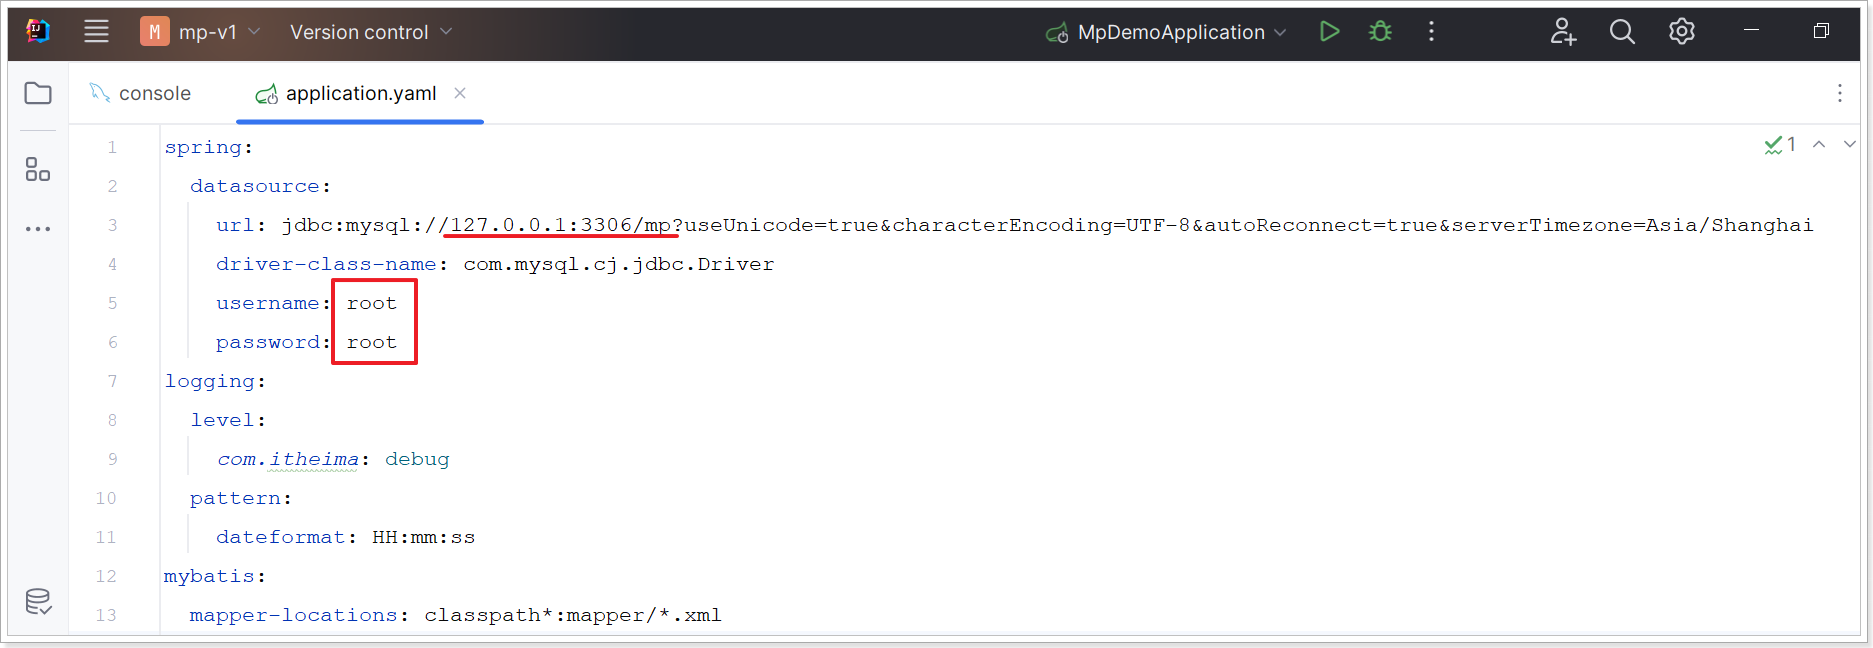 M mp-v1 Version control MpDemoApplication
console application.yaml
1 spring:
1
2 datasource:
3 url: jdbc:mysql://127.0.0.1:3306/mp?useUnicode=true&characterEncoding=UTF-8&autoReconnect=true&serverTimezone=Asia/Shanghai
4 driver-class-name: com.mysql.cj.jdbc.Driver
5 username: root
6 password: root
7 logging:
8 level:
9 com.itheima: debug
10 pattern:
11 dateformat: HH:mm:ss
12 mybatis:
13 mapper-locations: classpath*:mapper/*.xml